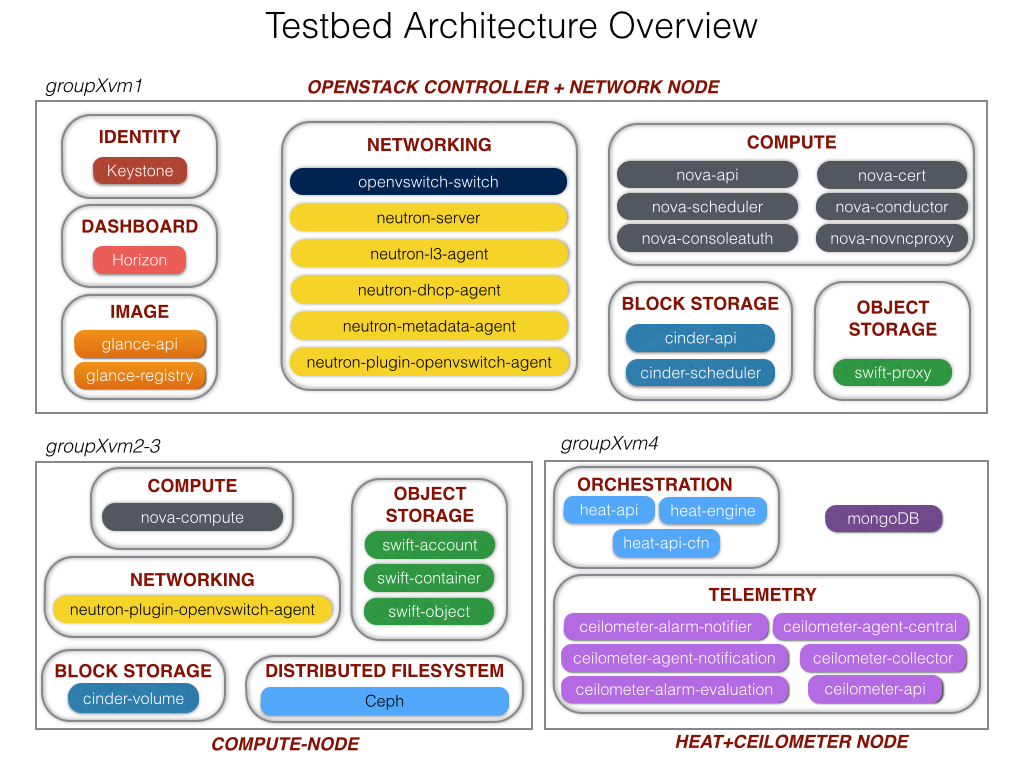 Testbed Architecture Overview
groupXvm1
OPENSTACK CONTROLLER + NETWORK NODE
IDENTITY
Keystone
DASHBOARD
Horizon
IMAGE
glance-api
glance-registry
NETWORKING
openvswitch-switch
neutron-server
neutron-l3-agent
neutron-dhcp-agent
neutron-metadata-agent
neutron-plugin-openvswitch-agent
COMPUTE
nova-api
nova-cert
nova-scheduler
nova-conductor
nova-consoleatuth
nova-novncproxy
BLOCK STORAGE
cinder-api
cinder-scheduler
OBJECT
STORAGE
swift-proxy
groupXvm2-3
COMPUTE
nova-compute
NETWORKING
neutron-plugin-openvswitch-agent
OBJECT
STORAGE
swift-account
swift-container
swift-object
BLOCK STORAGE
cinder-volume
DISTRIBUTED FILESYSTEM
Ceph
COMPUTE-NODE
groupXvm4
ORCHESTRATION
heat-api
heat-engine
heat-api-cfn
mongoDB
TELEMETRY
ceilometer-alarm-notifier
ceilometer-agent-central
ceilometer-agent-notification
ceilometer-collector
ceilometer-alarm-evaluation
ceilometer-api
HEAT+CEILOMETER NODE